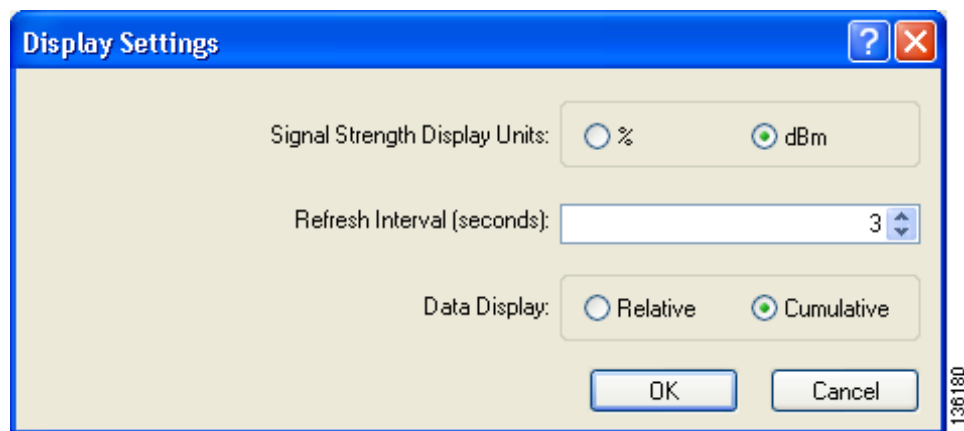 Display Settings ?
Signal Strength Display Units: % dBm
Refresh Interval (seconds): 3
Data Display: Relative Cumulative
OK Cancel
136180